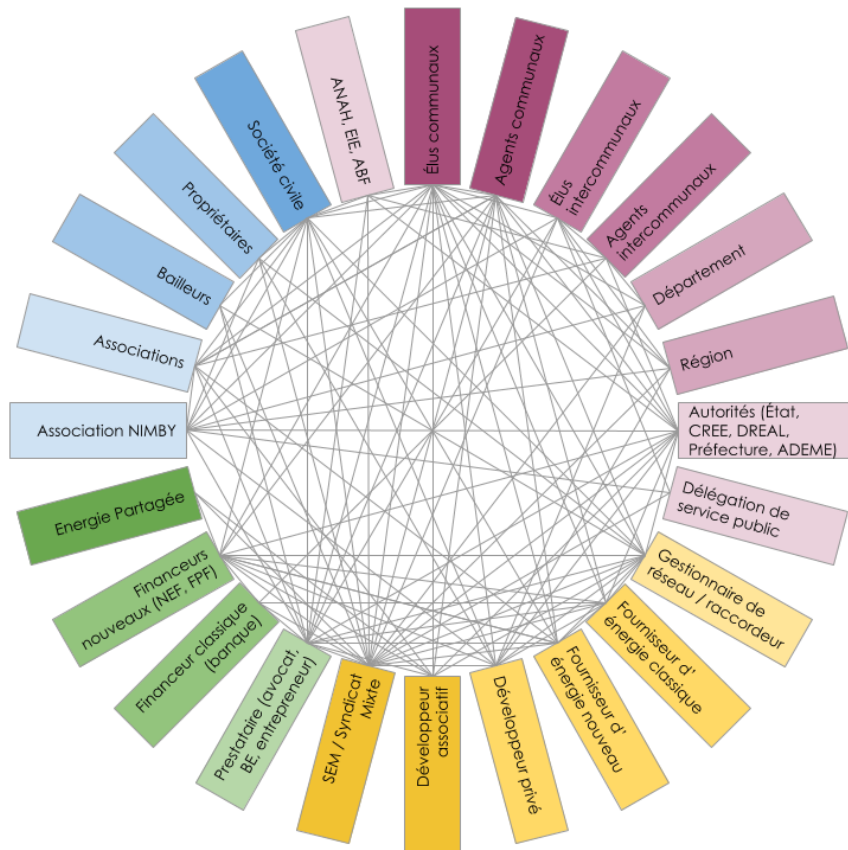 Élus communaux
Agents communaux
Élus
intercommunaux
Agents
intercommunaux
Département
Région
Autorités (État,
CREE, DREAL,
Préfecture, ADEME)
Délégation de
service public
Gestionnaire de
réseau / raccordeur
Fournisseur d'
énergie classique
Fournisseur d'
énergie nouveau
Développeur privé
Développeur
associatif
SEM / Syndicat
Mixte
Prestataire (avocat,
BE, entrepreneur)
Financeur classique
(banque)
Financeurs
nouveaux (NEF, FPF)
Energie Partagée
Association NIMBY
Associations
Bailleurs
Propriétaires
Société civile
ANAH, EIE, ABF